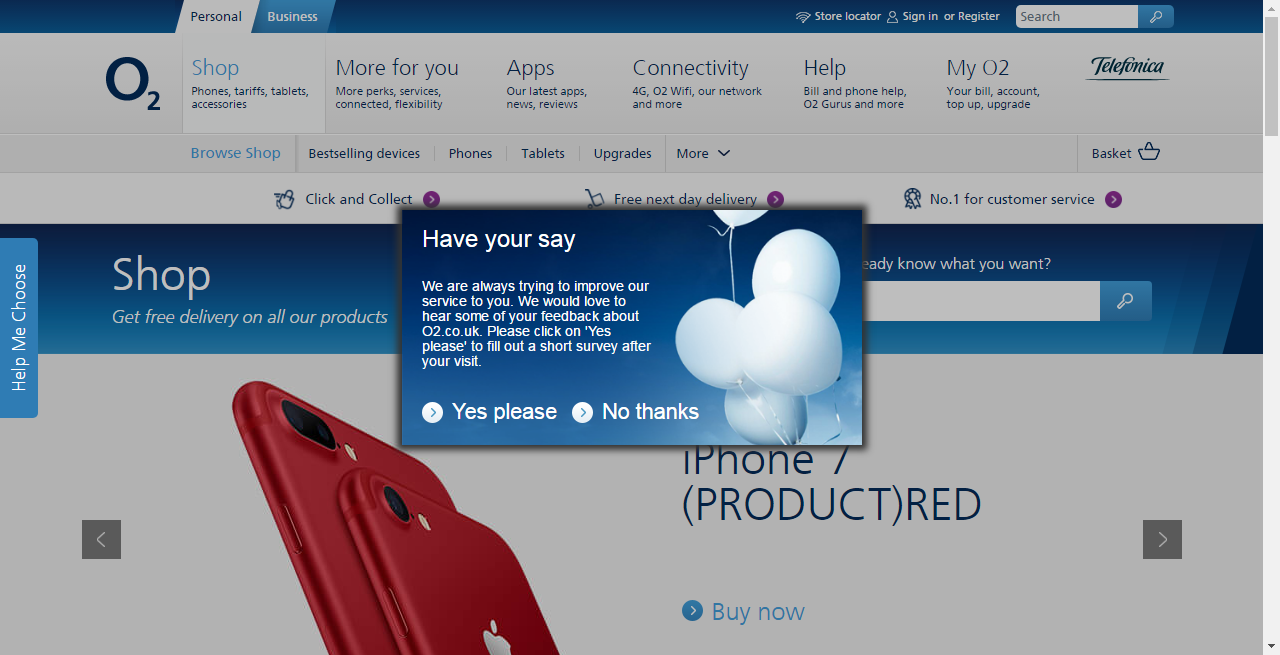 Personal
Business
Store locator
Sign in or Register
Search
O2
Shop
Phones, tariffs, tablets,
accessories
More for you
More perks, services,
connected, flexibility
Apps
Our latest apps,
news, reviews
Connectivity
4G, O2 Wifi, our network
and more
Help
Bill and phone help,
O2 Gurus and more
My O2
Your bill, account,
top up, upgrade
Telefónica
Browse Shop
Bestselling devices
Phones
Tablets
Upgrades
More
Basket
Click and Collect
Free next day delivery
No.1 for customer service
Help Me Choose
Shop
Get free delivery on all our products
know what you want?
Have your say
We are always trying to improve our
service to you. We would love to
hear some of your feedback about
O2.co.uk. Please click on 'Yes
please' to fill out a short survey after
your visit.
Yes please
No thanks
iPhone 7
(PRODUCT)RED
Buy now